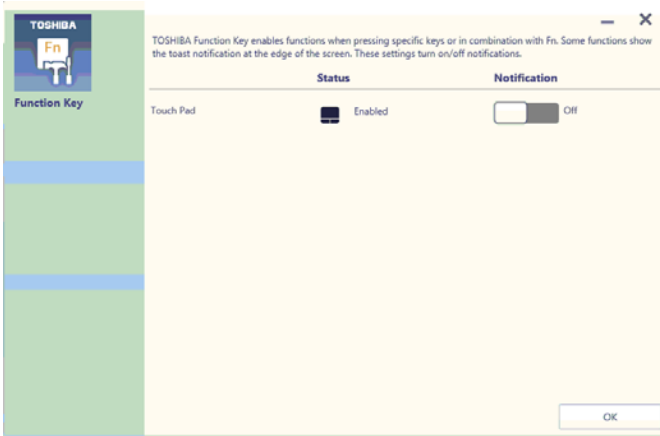 TOSHIBA
Fn
Function Key
TOSHIBA Function Key enables functions when pressing specific keys or in combination with Fn. Some functions show
the toast notification at the edge of the screen. These settings turn on/off notifications.
Status Notification
Touch Pad Enabled Off
OK